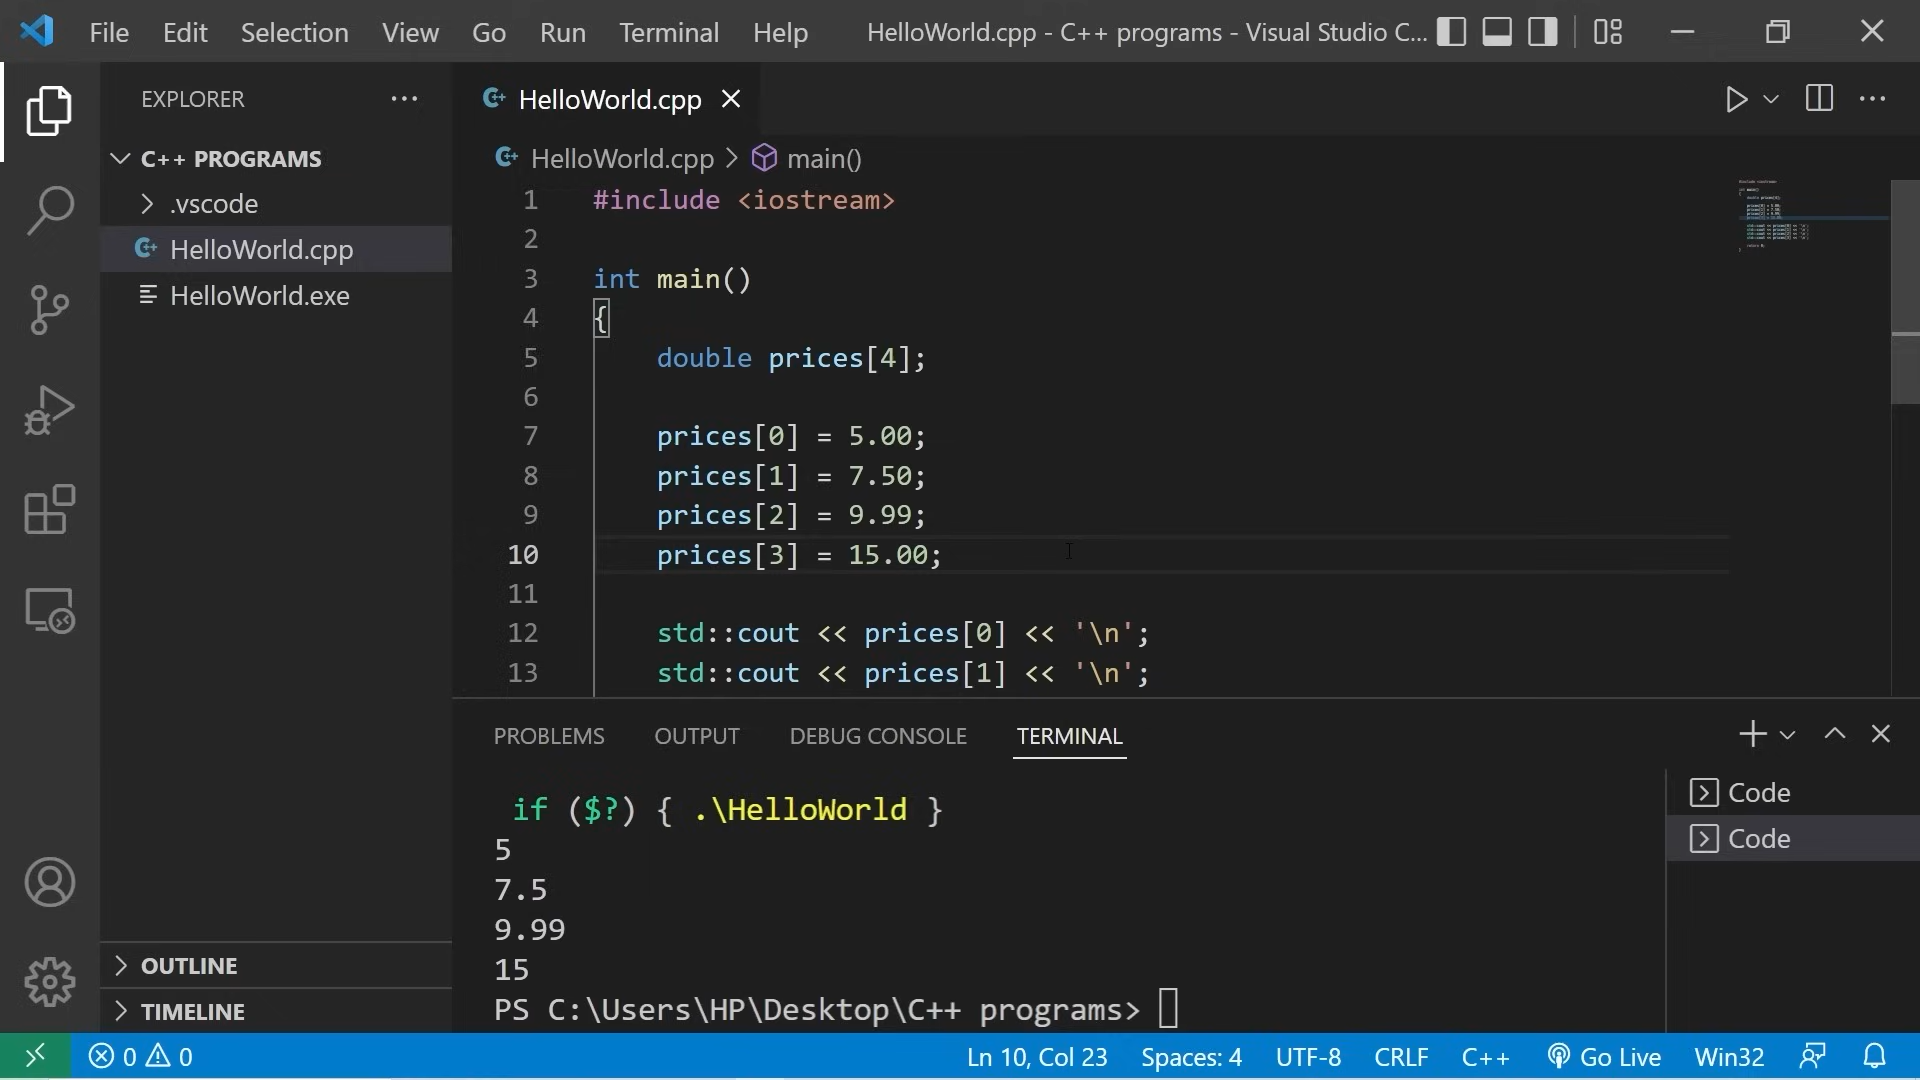 File Edit Selection View Go Run Terminal Help HelloWorld.cpp - C++ programs - Visual Studio C...
EXPLORER
C++ PROGRAMS
.vscode
HelloWorld.cpp
HelloWorld.exe
OUTLINE
TIMELINE
HelloWorld.cpp
HelloWorld.cpp > main()
1 #include <iostream>
2
3 int main()
4 {
5 double prices[4];
6
7 prices[0] = 5.00;
8 prices[1] = 7.50;
9 prices[2] = 9.99;
10 prices[3] = 15.00;
11
12 std::cout << prices[0] << '\n';
13 std::cout << prices[1] << '\n';
PROBLEMS OUTPUT DEBUG CONSOLE TERMINAL
if ($?) { .\HelloWorld }
5
7.5
9.99
15
PS C:\Users\HP\Desktop\C++ programs>
Code
Code
0 0 Ln 10, Col 23 Spaces: 4 UTF-8 CRLF C++ Go Live Win32